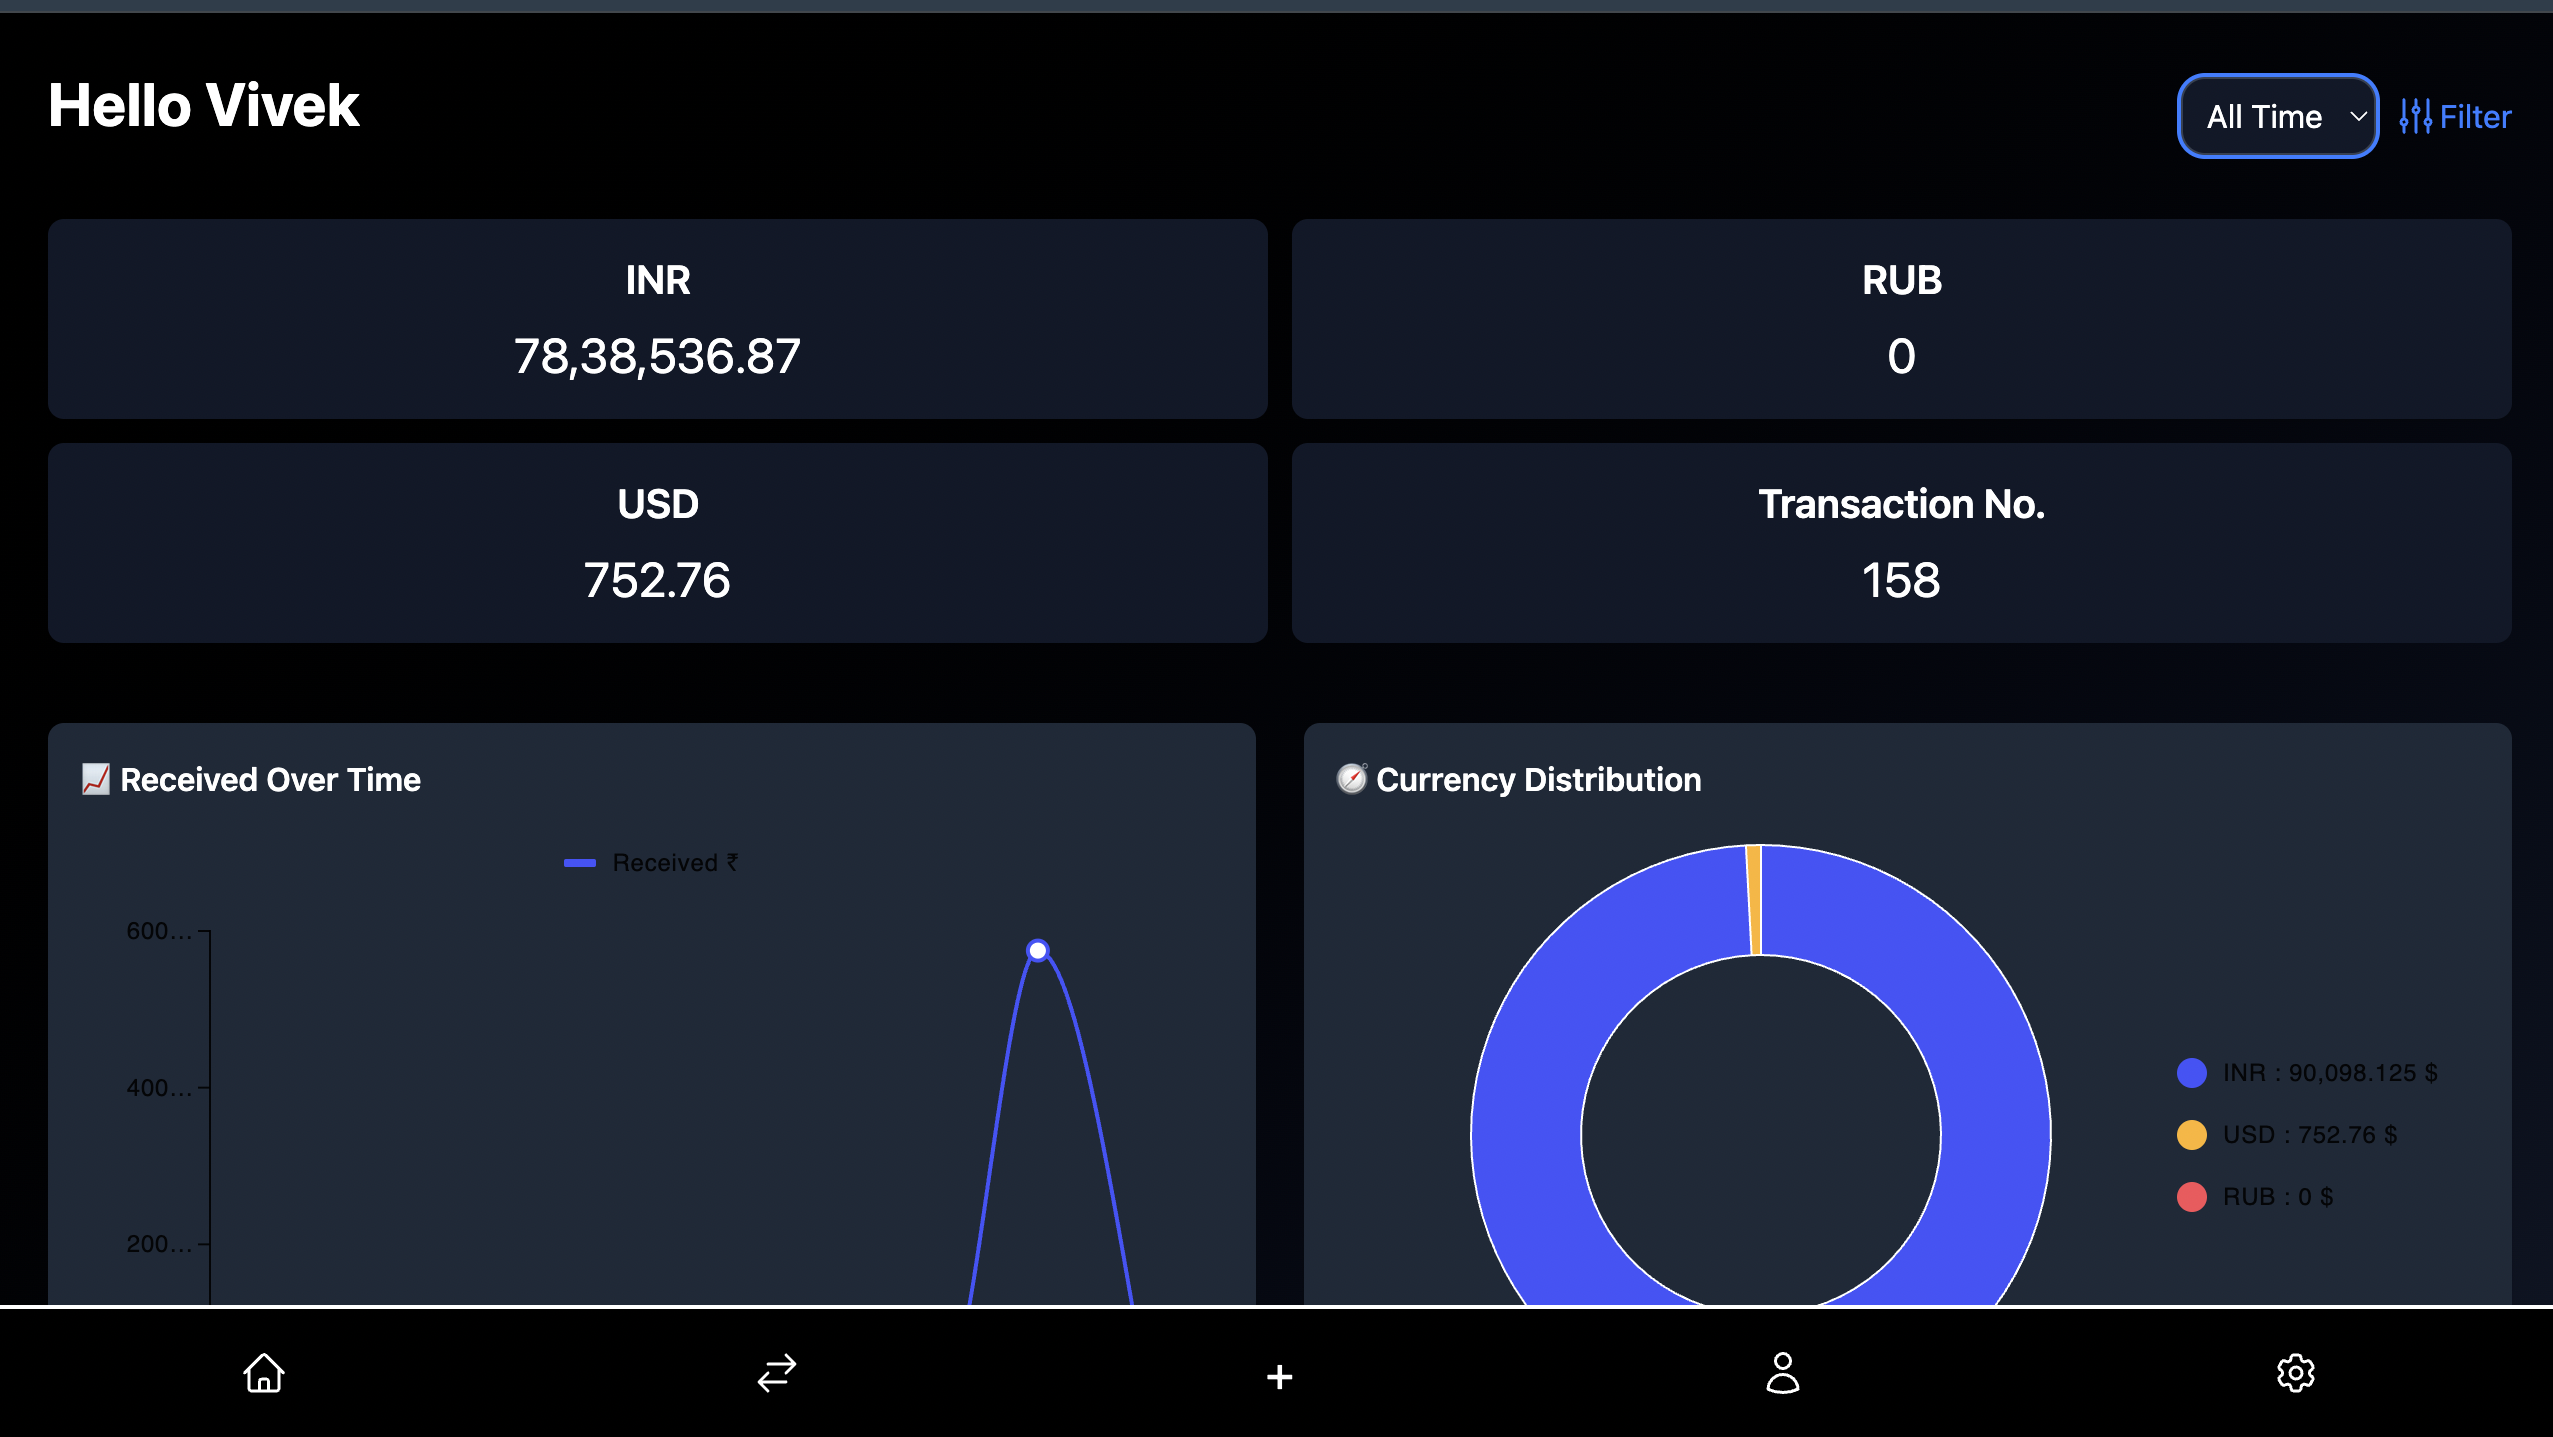 Hello Vivek
All Time
Filter
INR
78,38,536.87
RUB
0
USD
752.76
Transaction No.
158
📈 Received Over Time
Received ₹
600...
400...
200...
🧭 Currency Distribution
INR : 90,098.125 $
USD : 752.76 $
RUB : 0 $